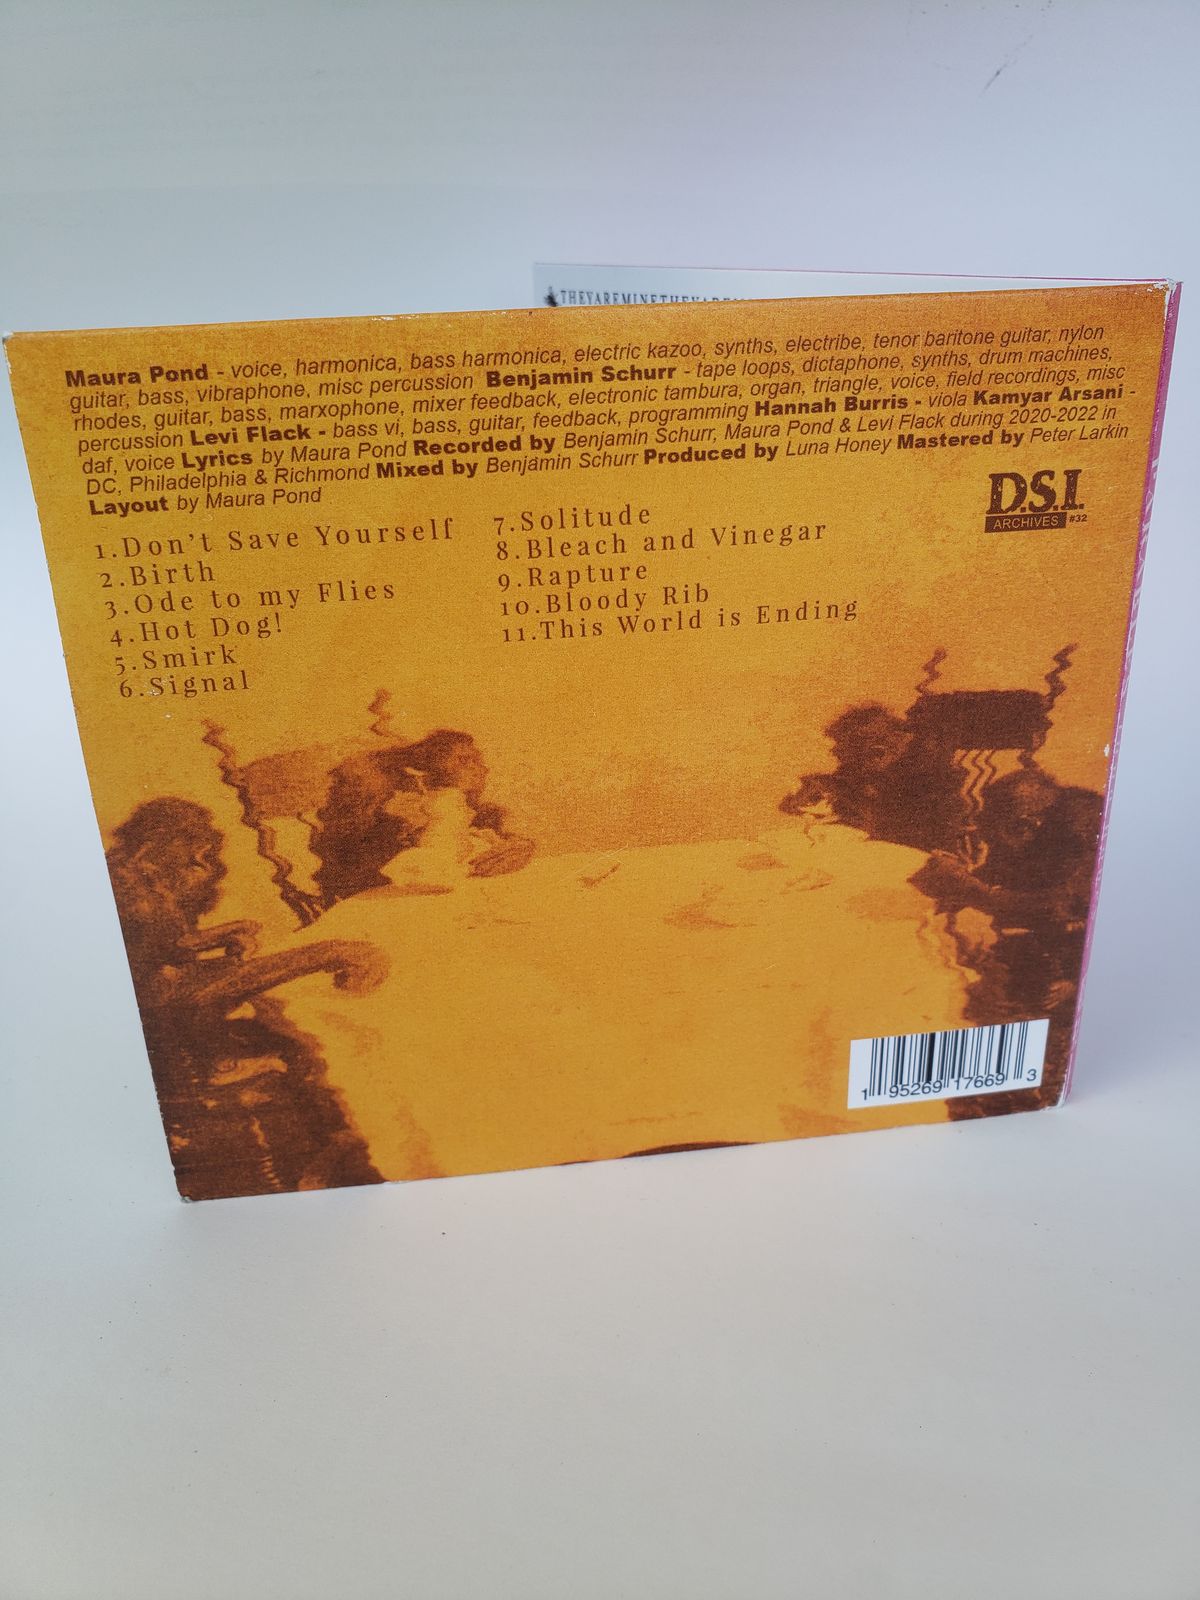 THEYAREMINETHEY
Maura Pond - voice, harmonica, bass harmonica, electric kazoo, synths, electribe, tenor baritone guitar, nylon
guitar, bass, vibraphone, misc percussion Benjamin Schurr - tape loops, dictaphone, synths, drum machines,
rhodes, guitar, bass, marxophone, mixer feedback, electronic tambura, organ, triangle, voice, field recordings, misc
percussion Levi Flack - bass vi, bass, guitar, feedback, programming Hannah Burris - viola Kamyar Arsani -
daf, voice Lyrics by Maura Pond Recorded by Benjamin Schurr, Maura Pond & Levi Flack during 2020-2022 in
DC, Philadelphia & Richmond Mixed by Benjamin Schurr Produced by Luna Honey Mastered by Peter Larkin
Layout by Maura Pond
D.S.I.
ARCHIVES #32
1.Don't Save Yourself
2.Birth
3.Ode to my Flies
4.Hot Dog!
5.Smirk
6.Signal
7.Solitude
8.Bleach and Vinegar
9.Rapture
10.Bloody Rib
11.This World is Ending
1 95269 17669 3